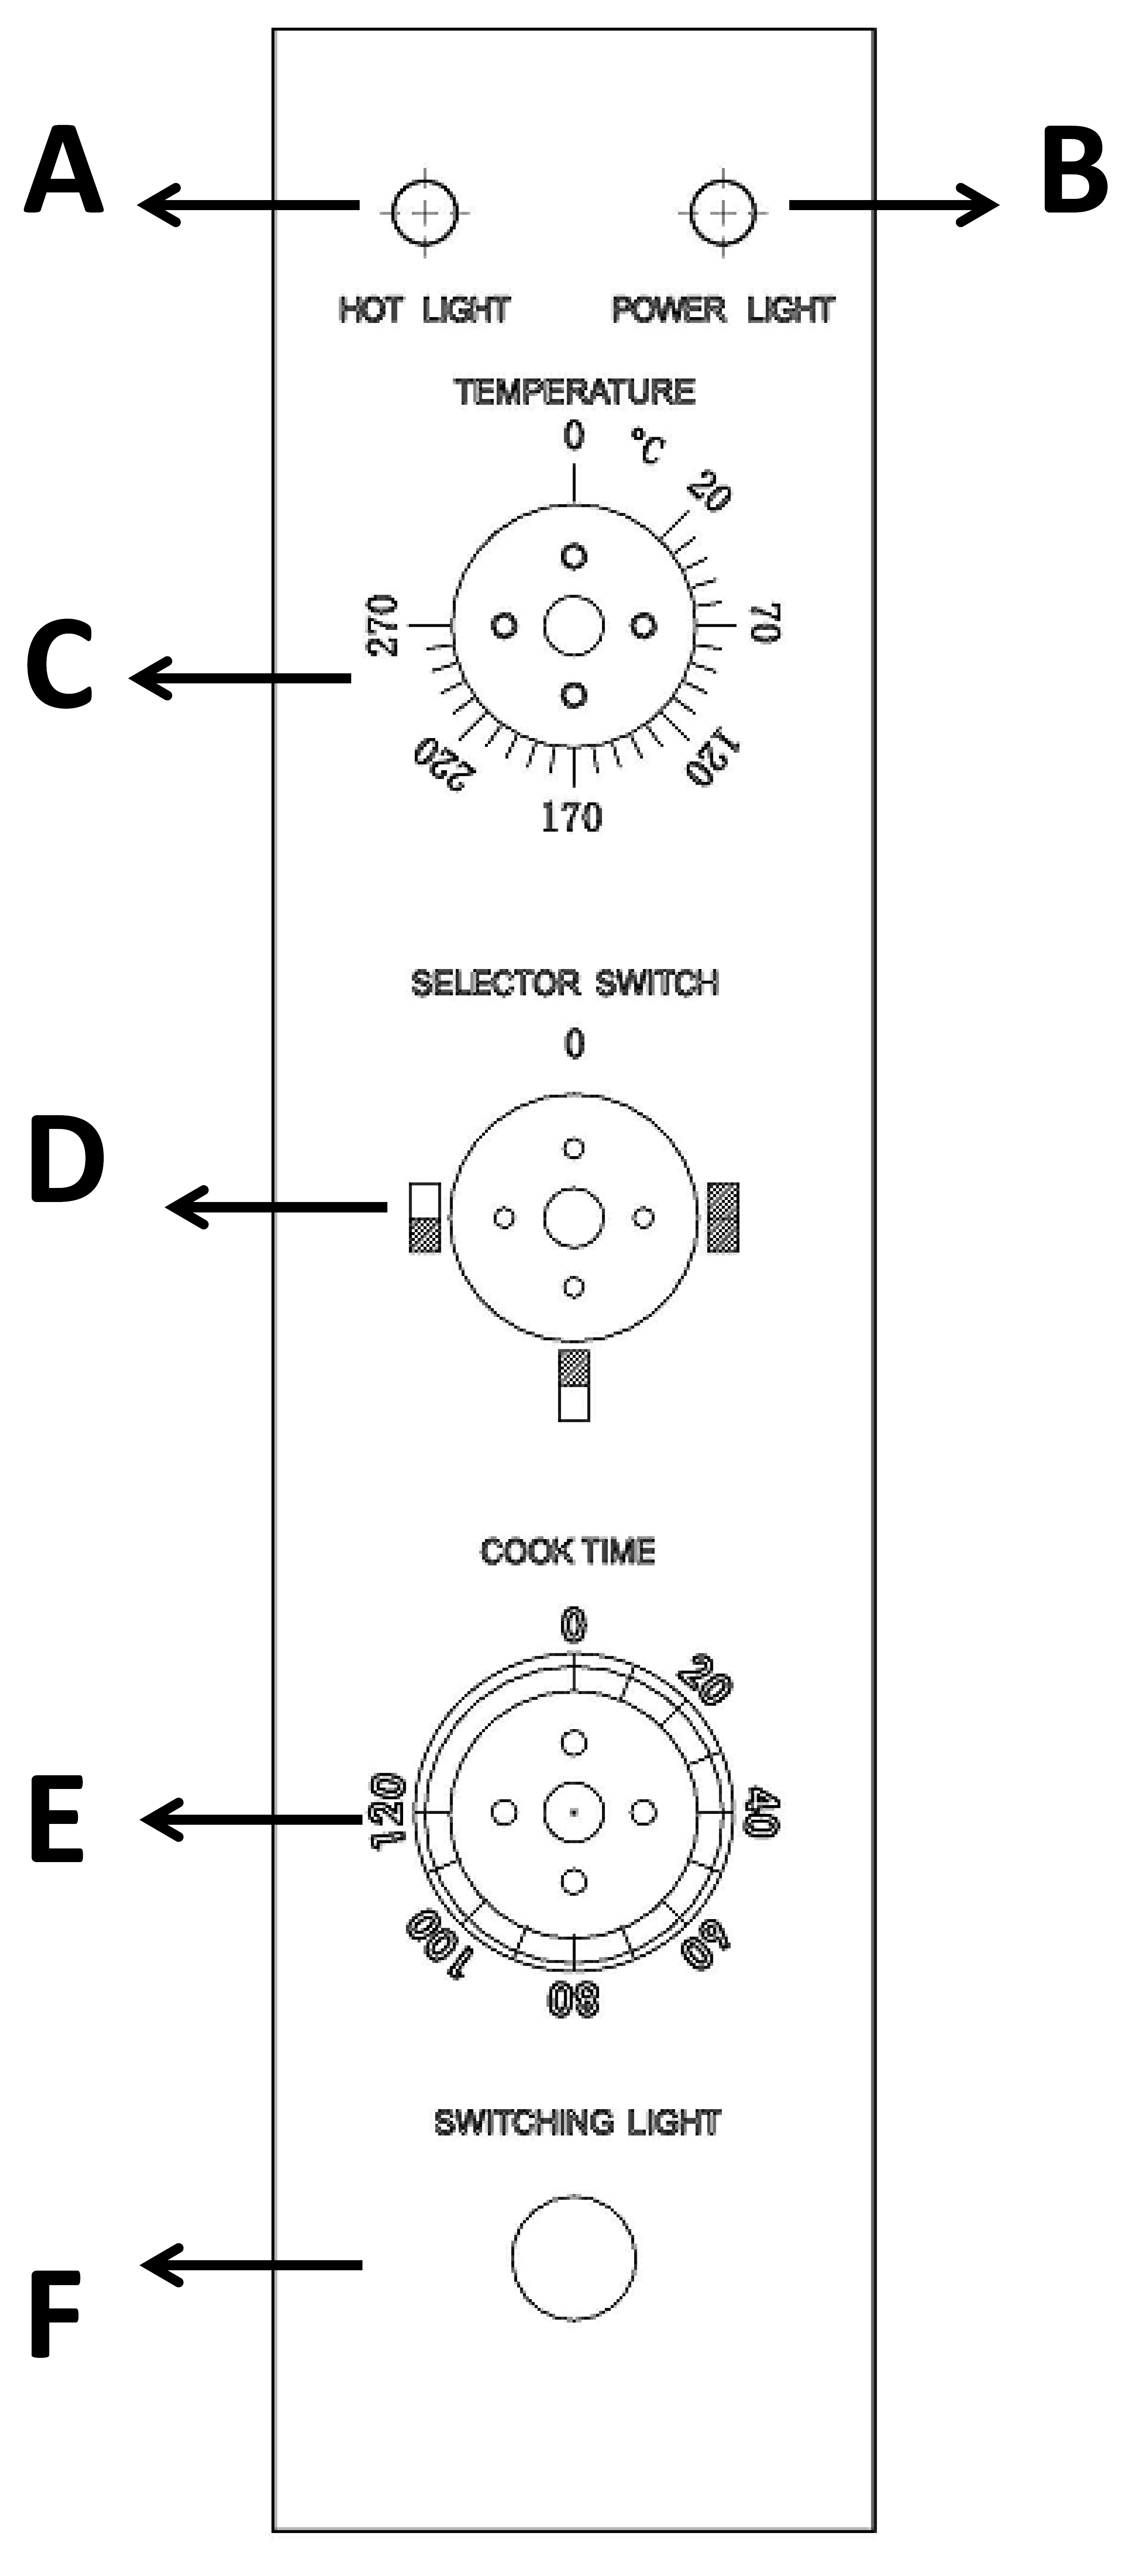 A
B
HOT LIGHT
POWER LIGHT
TEMPERATURE
0
°C
20
70
120
170
220
270
C
SELECTOR SWITCH
0
D
COOK TIME
0
20
40
60
80
100
120
E
SWITCHING LIGHT
F